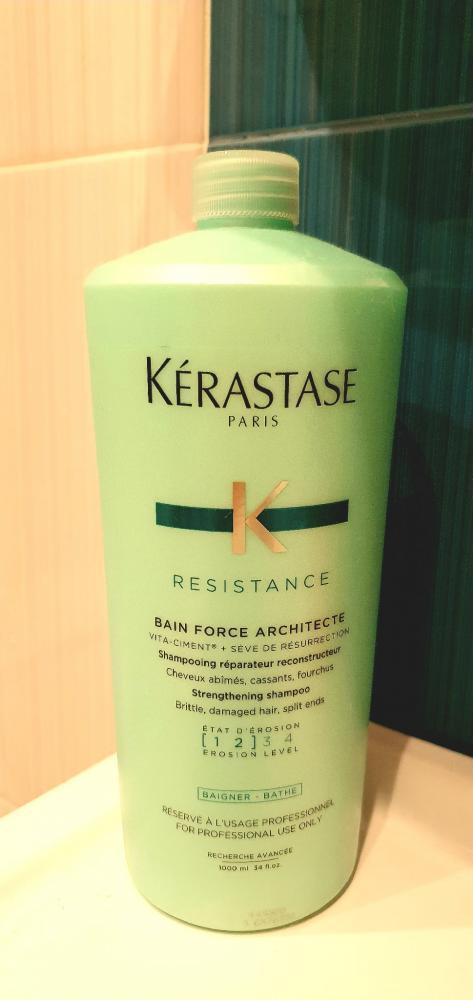 KÉRASTASE
PARIS
K
RESISTANCE
BAIN FORCE ARCHITECTE
VITA-CIMENT® + SÈVE DE RÉSURRECTION
Shampooing réparateur reconstructeur
Cheveux abîmés, cassants, fourchus
Strengthening shampoo
Brittle, damaged hair, split ends
ÉTAT D'ÉROSION
[1 2] 3 4
EROSION LEVEL
BAIGNER - BATHE
RÉSERVÉ À L'USAGE PROFESSIONNEL
FOR PROFESSIONAL USE ONLY
RECHERCHE AVANCÉE
1000 ml 34 fl.oz.